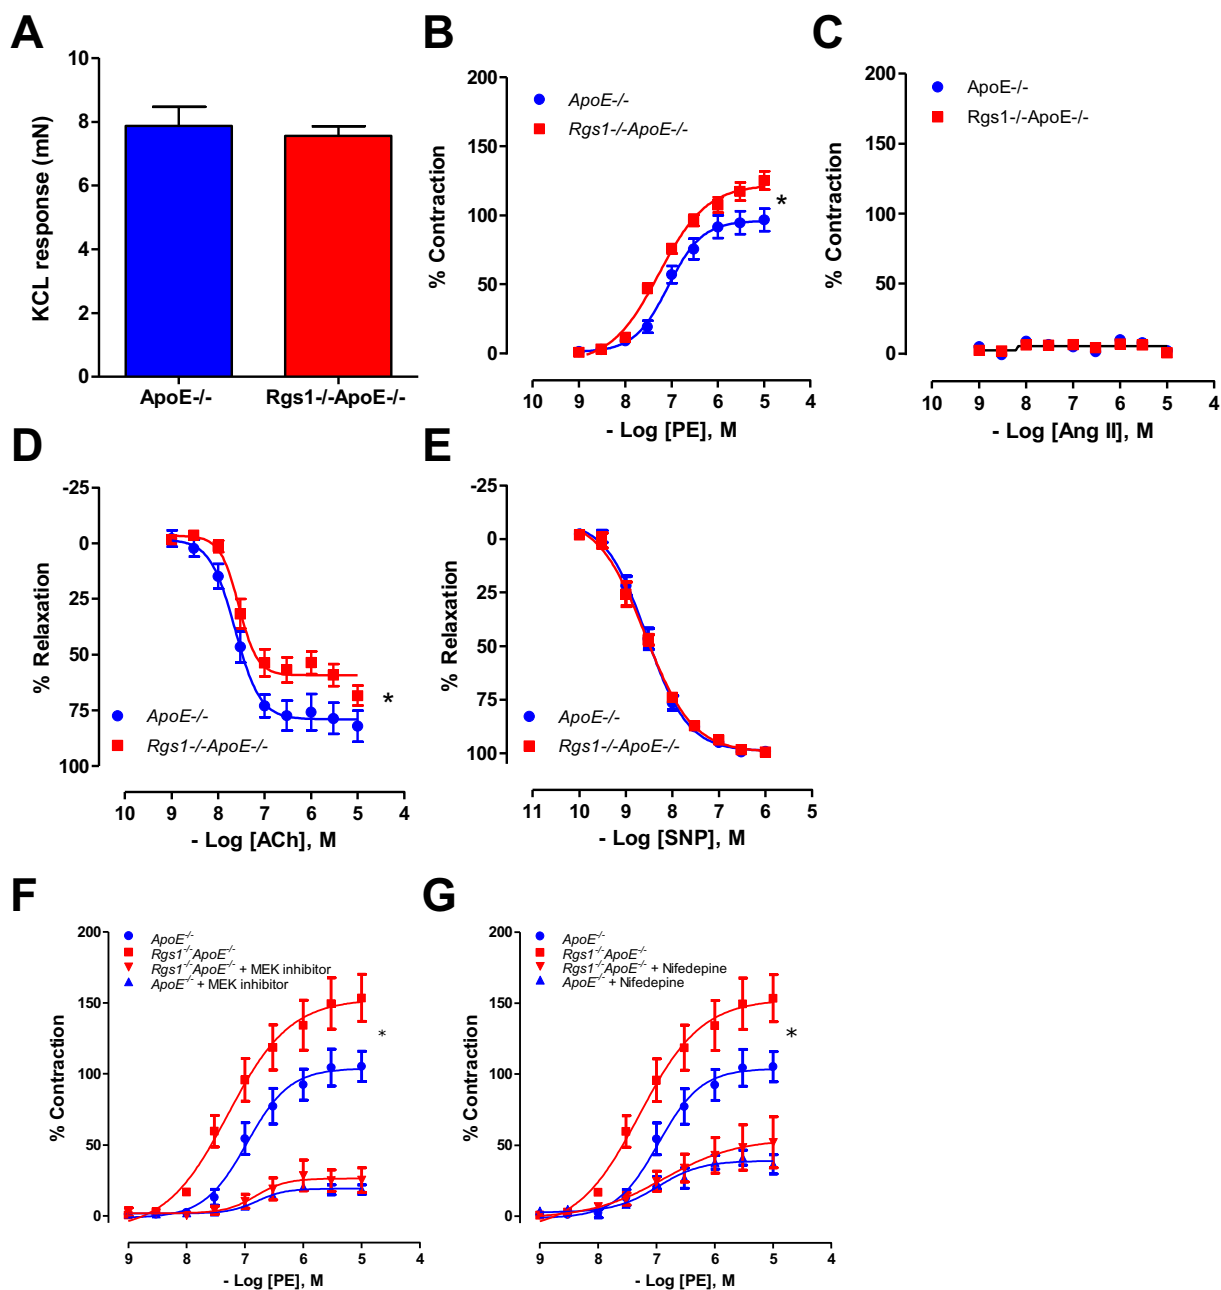 A
KCL response (mN)
10
8
6
4
2
0
ApoE-/-
Rgs1-/-ApoE-/-
B
% Contraction
200
150
100
50
0
ApoE-/-
Rgs1-/-ApoE-/-
*
10 9 8 7 6 5 4
- Log [PE], M
C
% Contraction
200
150
100
50
0
ApoE-/-
Rgs1-/-ApoE-/-
10 9 8 7 6 5 4
- Log [Ang II], M
D
% Relaxation
-25
0
25
50
75
100
*
ApoE-/-
Rgs1-/-ApoE-/-
10 9 8 7 6 5 4
- Log [ACh], M
E
% Relaxation
-25
0
25
50
75
100
ApoE-/-
Rgs1-/-ApoE-/-
11 10 9 8 7 6 5
- Log [SNP], M
F
% Contraction
200
150
100
50
0
ApoE-/-
Rgs1-/-ApoE-/-
Rgs1-/-ApoE-/- + MEK inhibitor
ApoE-/- + MEK inhibitor
*
9 8 7 6 5 4
- Log [PE], M
G
% Contraction
200
150
100
50
0
ApoE-/-
Rgs1-/-ApoE-/-
Rgs1-/-ApoE-/- + Nifedepine
ApoE-/- + Nifedepine
*
9 8 7 6 5 4
- Log [PE], M